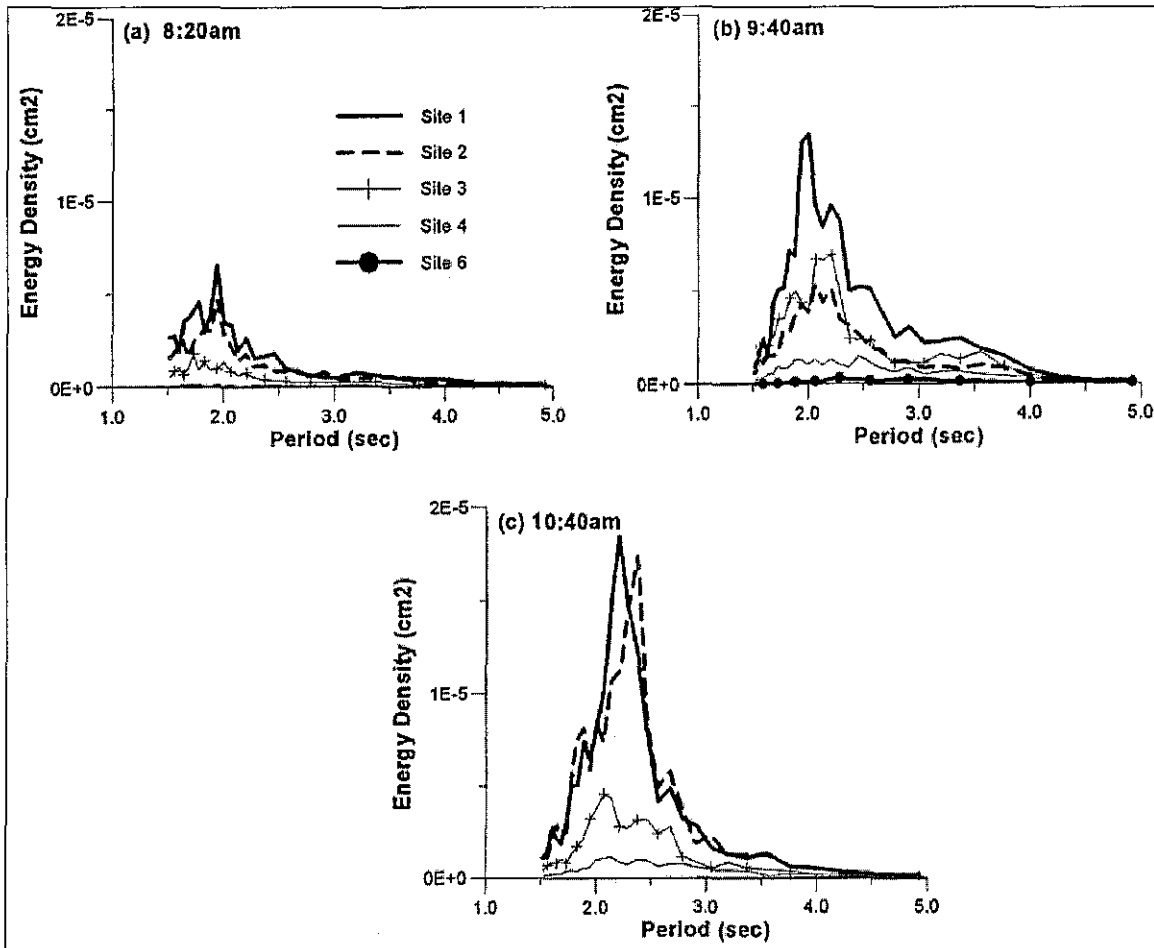 2E-5
(a) 8:20am
Energy Density (cm2)
1E-5
0E+0
1.0 2.0 3.0 4.0 5.0
Period (sec)
Site 1
Site 2
Site 3
Site 4
Site 6
2E-5
(b) 9:40am
Energy Density (cm2)
1E-5
0E+0
1.0 2.0 3.0 4.0 5.0
Period (sec)
2E-5
(c) 10:40am
Energy Density (cm2)
1E-5
0E+0
1.0 2.0 3.0 4.0 5.0
Period (sec)